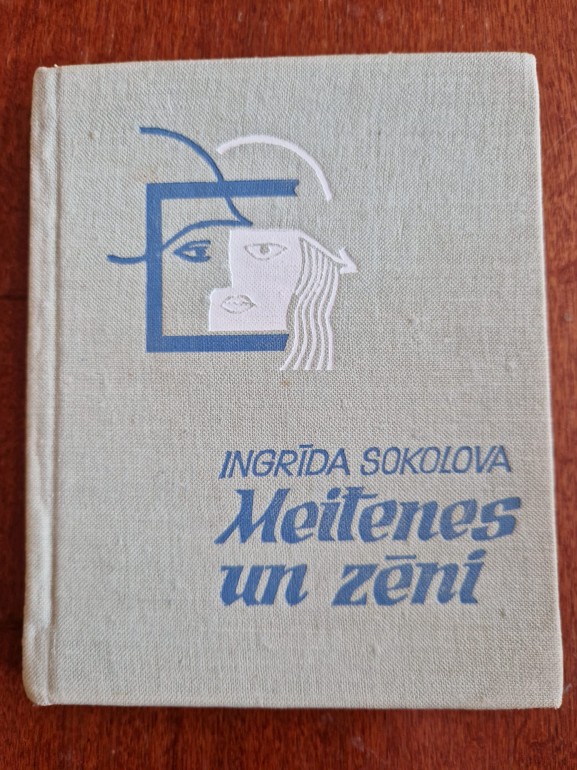 INGRĪDA SOKOLOVA
Meitenes
un zēni